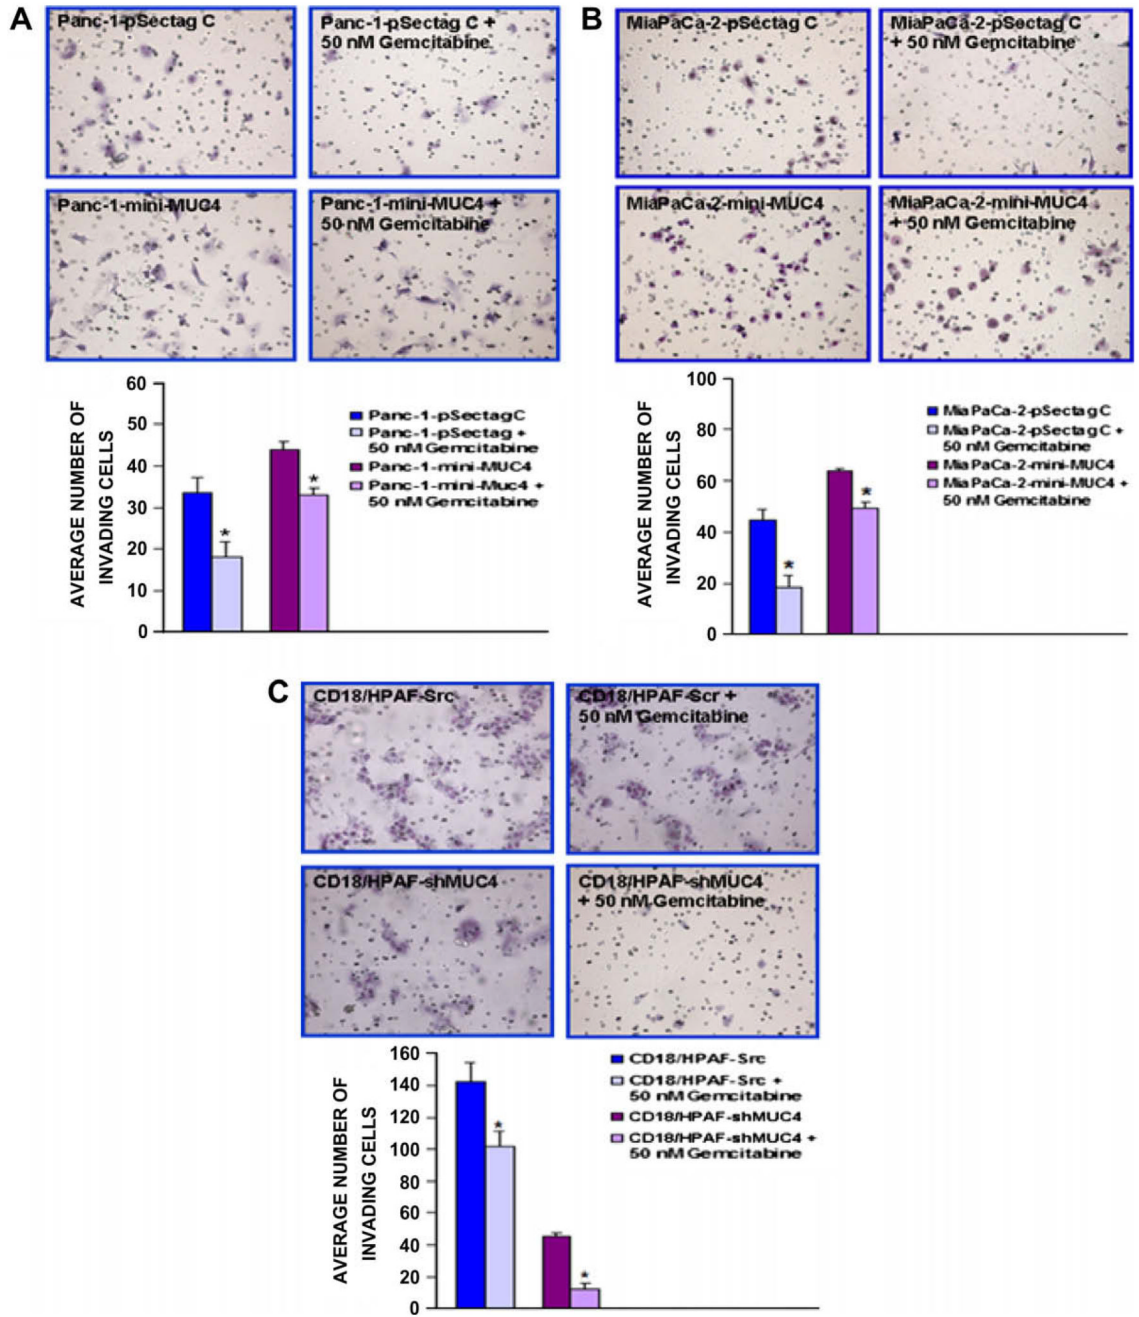 A
Panc-1-pSectag C
Panc-1-pSectag C +
50 nM Gemcitabine
Panc-1-mini-MUC4
Panc-1-mini-MUC4 +
50 nM Gemcitabine
60
50
40
30
20
10
0
AVERAGE NUMBER OF
INVADING CELLS
*
*
Panc-1-pSectagC
Panc-1-pSectag +
50 nM Gemcitabine
Panc-1-mini-MUC4
Panc-1-mini-Muc4 +
50 nM Gemcitabine
B
MiaPaCa-2-pSectag C
MiaPaCa-2-pSectag C
+ 50 nM Gemcitabine
MiaPaCa-2-mini-MUC4
MiaPaCa-2-mini-MUC4
+ 50 nM Gemcitabine
100
80
60
40
20
0
AVERAGE NUMBER OF
INVADING CELLS
*
*
MiaPaCa-2-pSectagC
MiaPaCa-2-pSectagC +
50 nM Gemcitabine
MiaPaCa-2-mini-MUC4
MiaPaCa-2-mini-MUC4 +
50 nM Gemcitabine
C
CD18/HPAF-Src
CD18/HPAF-Scr +
50 nM Gemcitabine
CD18/HPAF-shMUC4
CD18/HPAF-shMUC4
+ 50 nM Gemcitabine
160
140
120
100
80
60
40
20
0
AVERAGE NUMBER OF
INVADING CELLS
*
*
CD18/HPAF-Src
CD18/HPAF-Src +
50 nM Gemcitabine
CD18/HPAF-shMUC4
CD18/HPAF-shMUC4 +
50 nM Gemcitabine